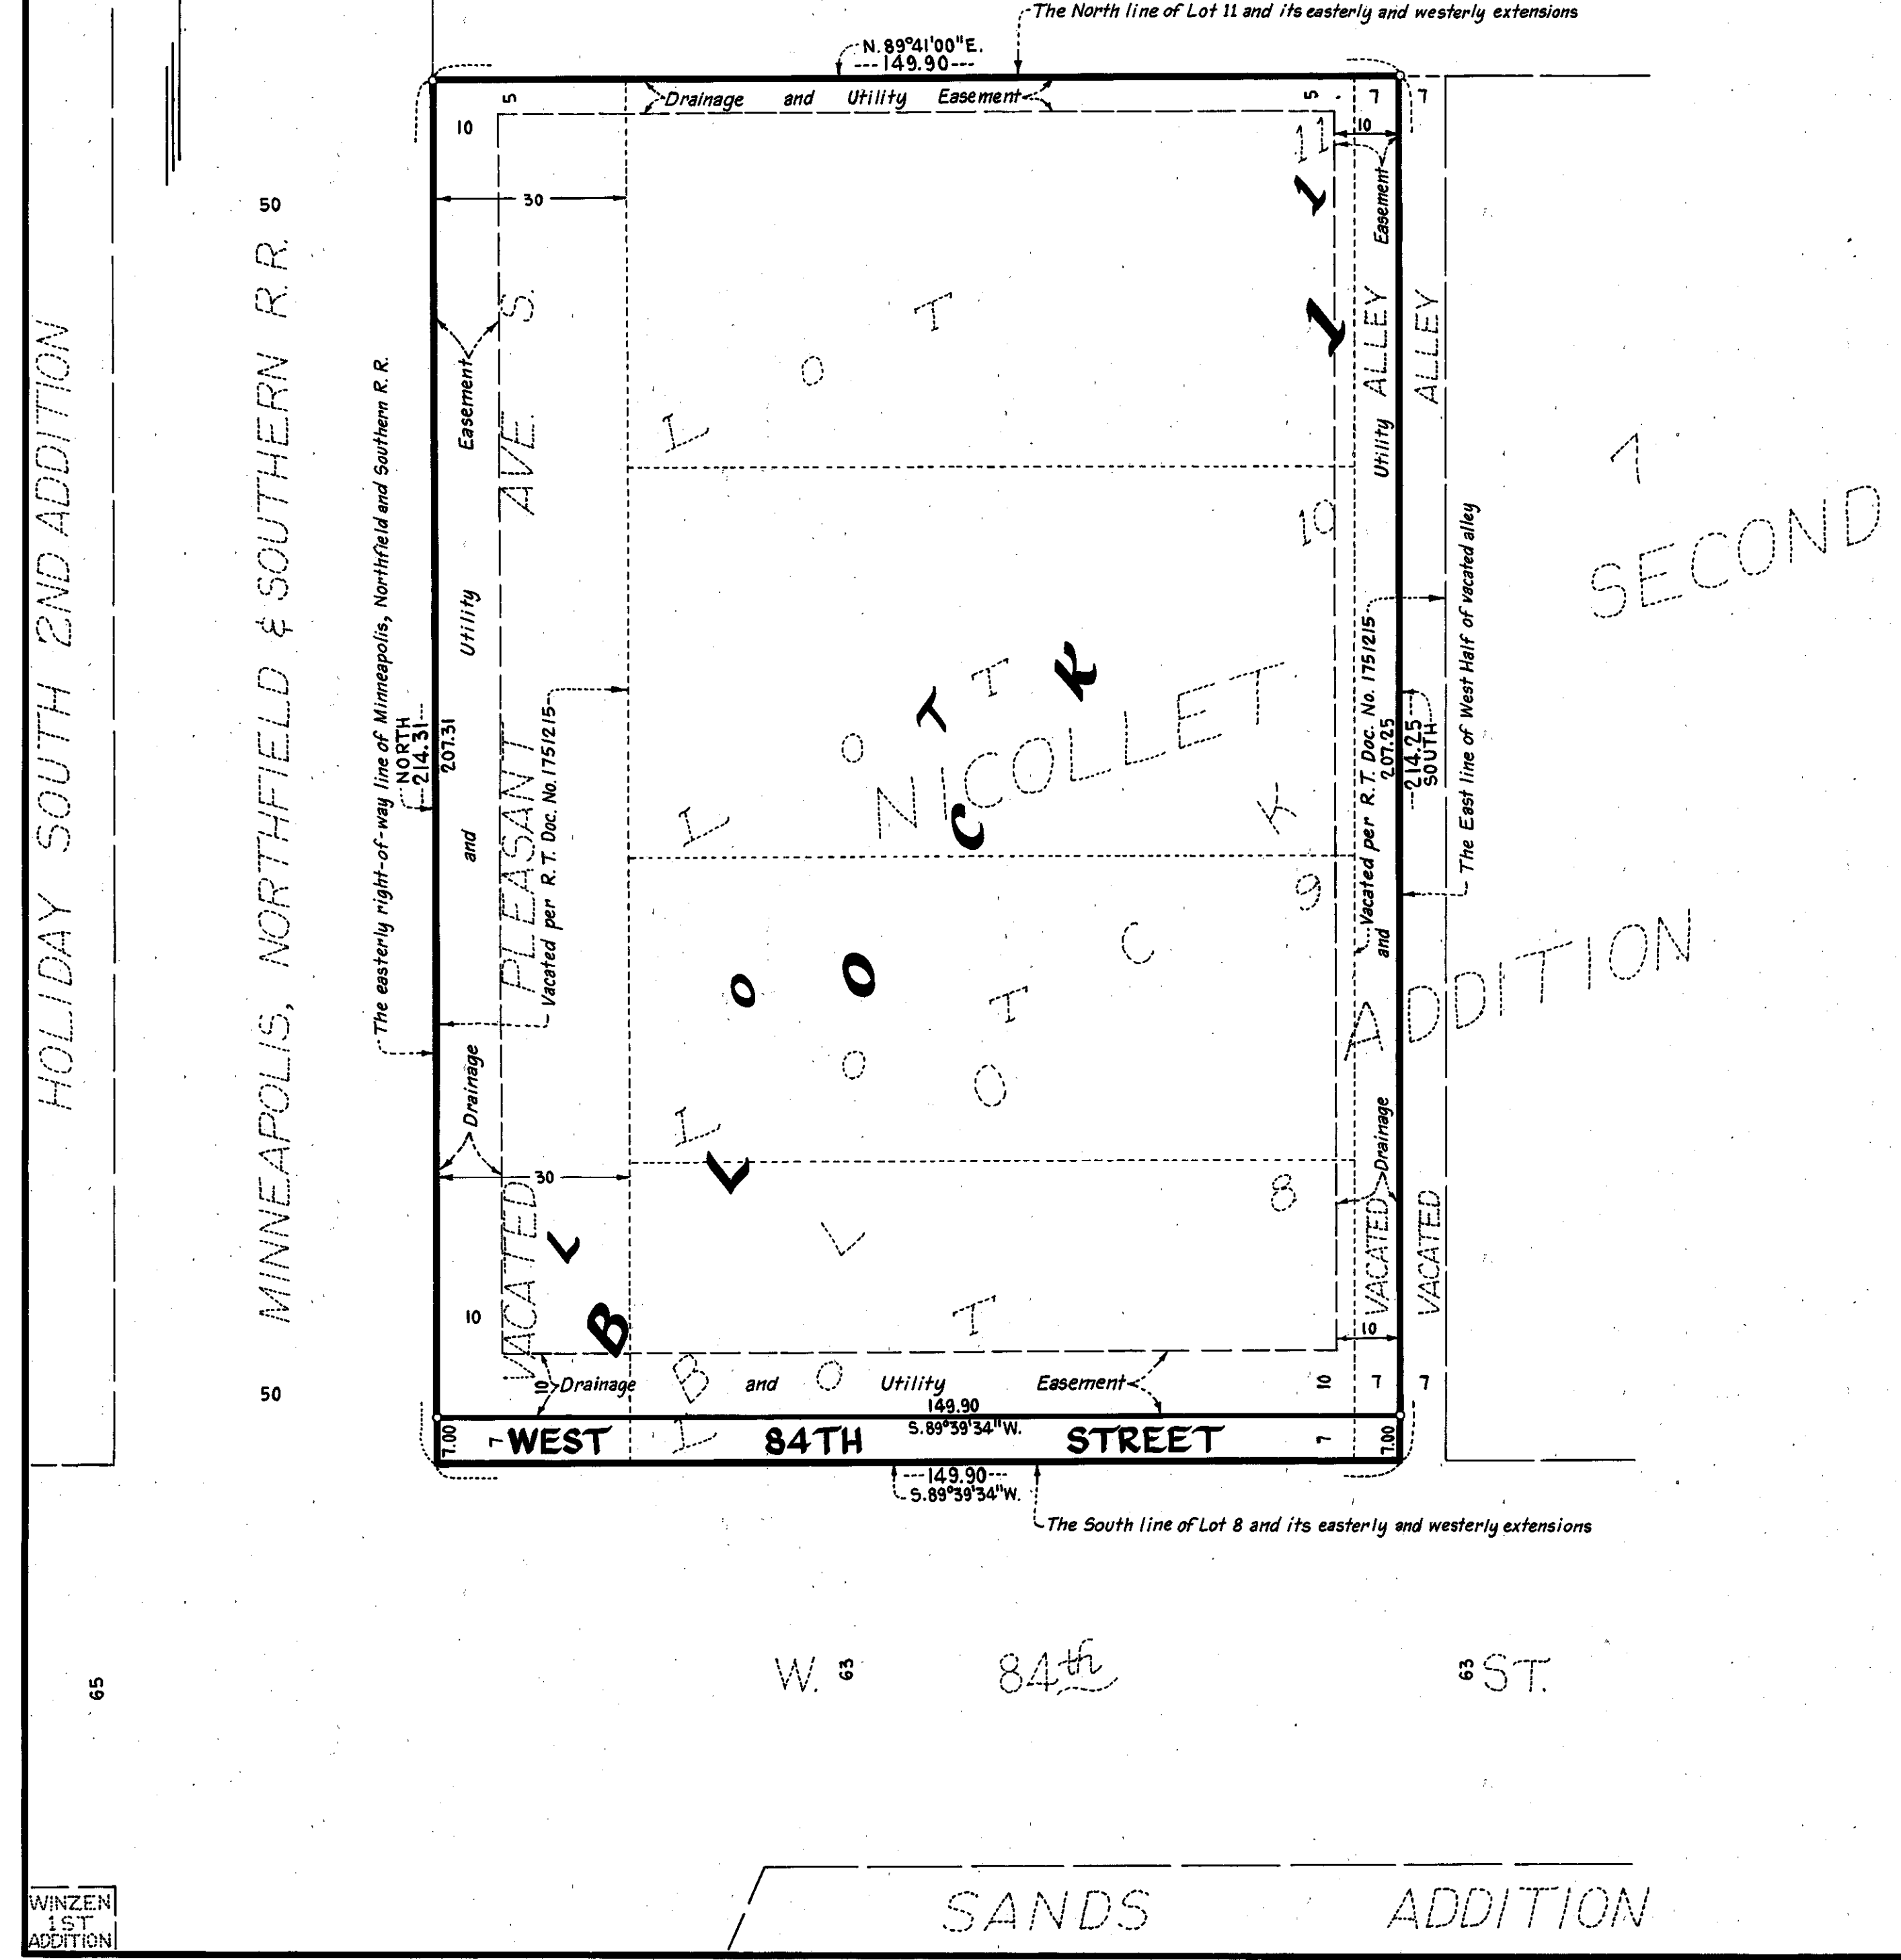 The North line of Lot 11 and its easterly and westerly extensions
N. 89°41'00"E.
---149.90---
Drainage and Utility Easement
5
5
7
7
10
10
30
50
HOLIDAY SOUTH 2ND ADDITION
MINNEAPOLIS, NORTHFIELD & SOUTHERN R.R.
50
The easterly right-of-way line of Minneapolis, Northfield and Southern R.R.
NORTH
---214.31---
207.31
Drainage and Utility Easement
VACATED PLEASANT AVE. S.
Vacated per R. T. Doc. No. 1751215
LOT 11
LOT 10
LOT 9
LOT 8
BLOCK 7
LOT 1
BLOCK 1
NICOLLET SECOND ADDITION
Drainage and Utility Easement
VACATED ALLEY
Vacated per R. T. Doc. No. 1751215
207.25
---214.25---
SOUTH
VACATED ALLEY
The East line of West Half of vacated alley
30
10
10
10
Drainage and Utility Easement
10
7
7
149.90
S.89°39'34"W.
7.00
7
WEST 84TH STREET
7
7.00
---149.90---
S.89°39'34"W.
The South line of Lot 8 and its easterly and westerly extensions
65
W. 84th ST.
63
63
WINZEN
1ST
ADDITION
SANDS ADDITION